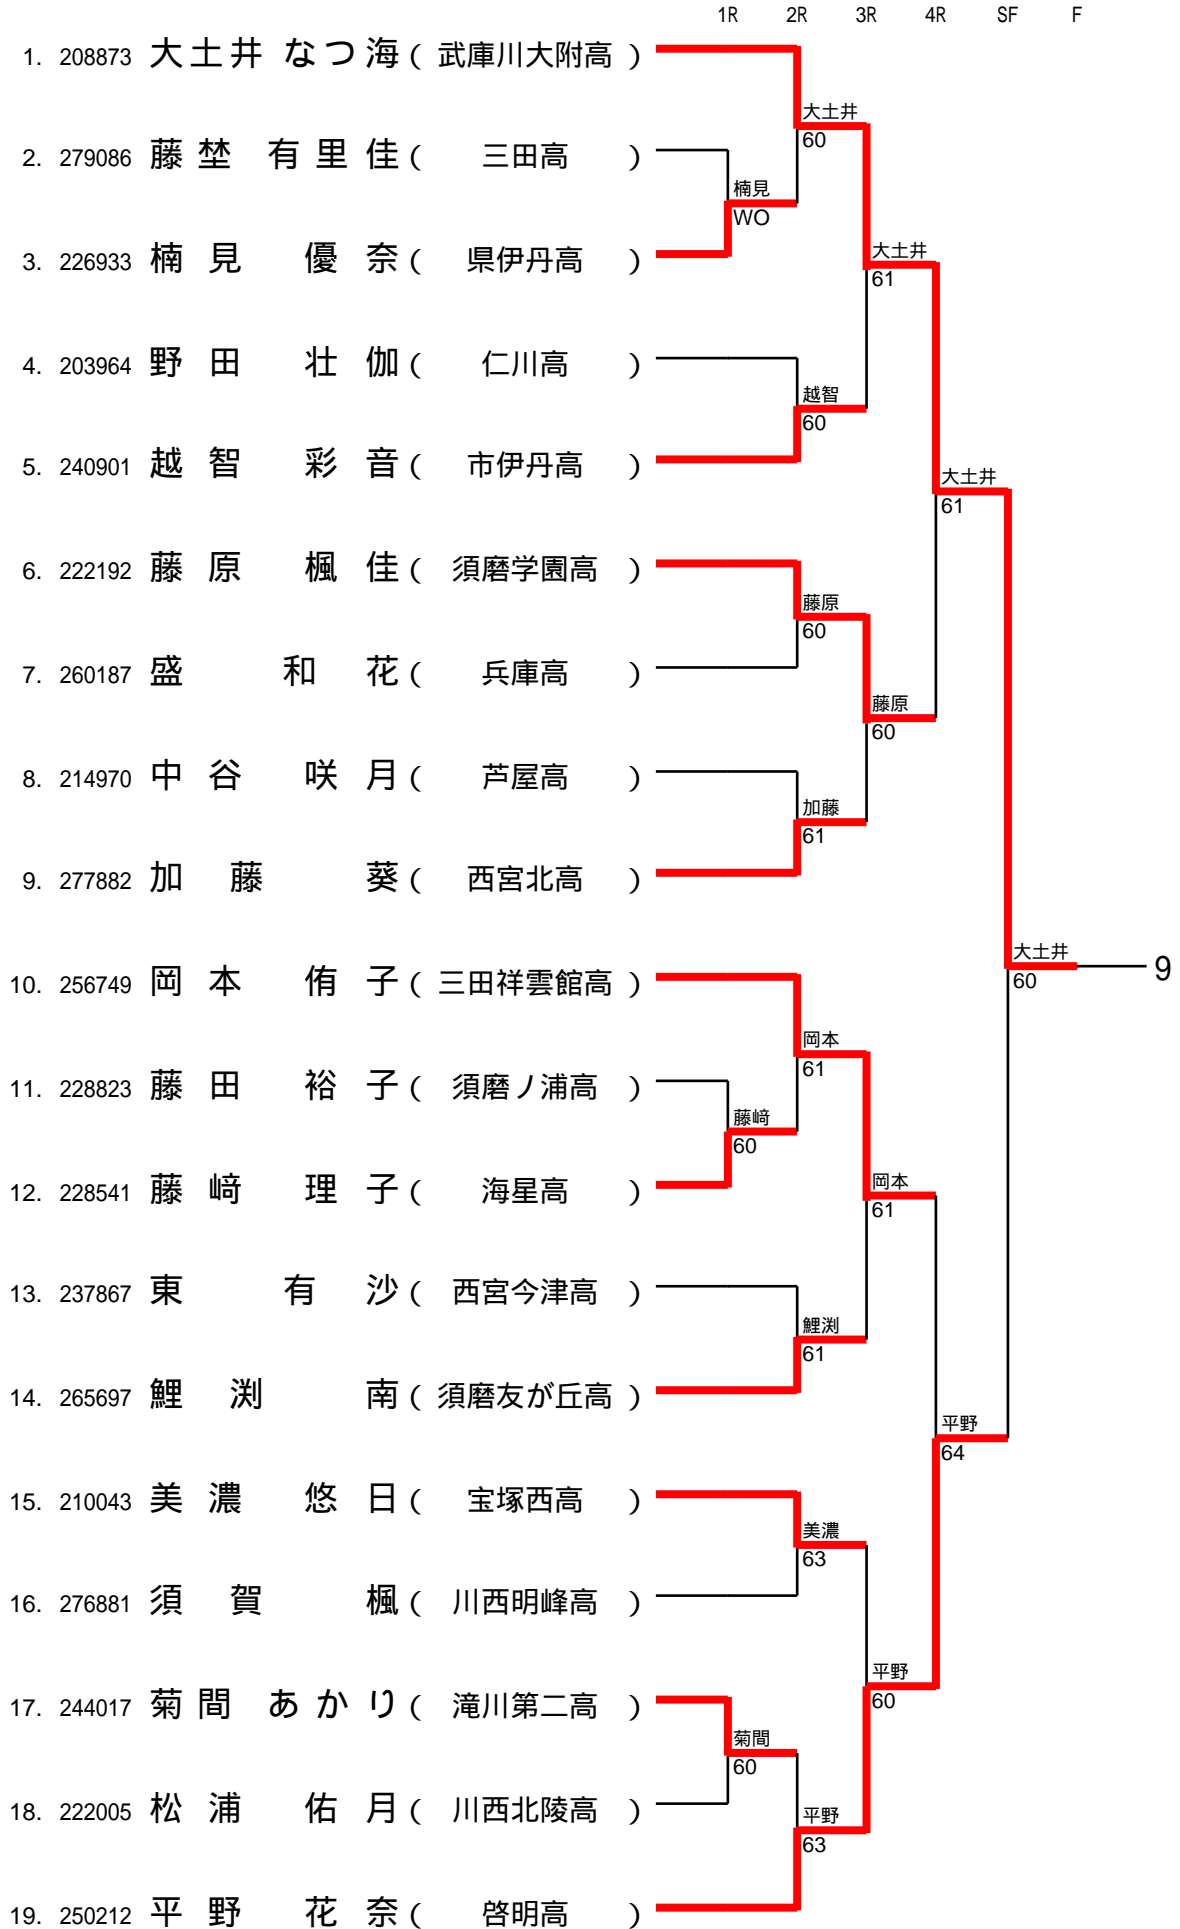 1R 2R 3R 4R SF F
1. 208873 大土井 なつ海 ( 武庫川大附高 )
大土井
60
2. 279086 藤埜 有里佳 ( 三田高 )
楠見
WO
3. 226933 楠見 優奈 ( 県伊丹高 )
大土井
61
4. 203964 野田 壮伽 ( 仁川高 )
越智
60
5. 240901 越智 彩音 ( 市伊丹高 )
大土井
61
6. 222192 藤原 楓佳 ( 須磨学園高 )
藤原
60
7. 260187 盛 和花 ( 兵庫高 )
藤原
60
8. 214970 中谷 咲月 ( 芦屋高 )
加藤
61
9. 277882 加藤 葵 ( 西宮北高 )
大土井
60
9
10. 256749 岡本 侑子 ( 三田祥雲館高 )
岡本
61
11. 228823 藤田 裕子 ( 須磨ノ浦高 )
藤﨑
60
12. 228541 藤﨑 理子 ( 海星高 )
岡本
61
13. 237867 東 有沙 ( 西宮今津高 )
鯉渕
61
14. 265697 鯉渕 南 ( 須磨友が丘高 )
平野
64
15. 210043 美濃 悠日 ( 宝塚西高 )
美濃
63
16. 276881 須賀 楓 ( 川西明峰高 )
平野
60
17. 244017 菊間 あかり ( 滝川第二高 )
菊間
60
18. 222005 松浦 佑月 ( 川西北陵高 )
平野
63
19. 250212 平野 花奈 ( 啓明高 )